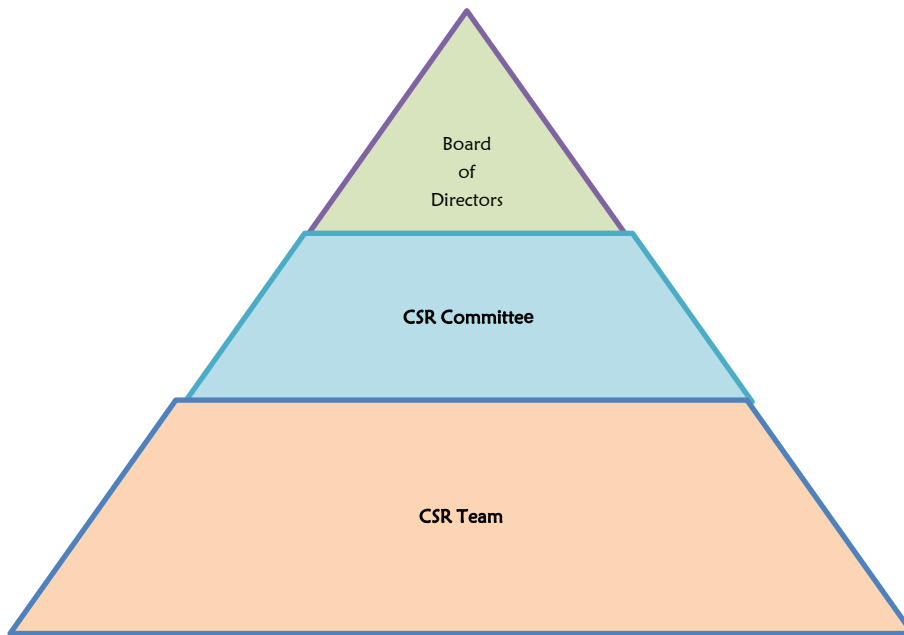 Board
of
Directors
CSR Committee
CSR Team